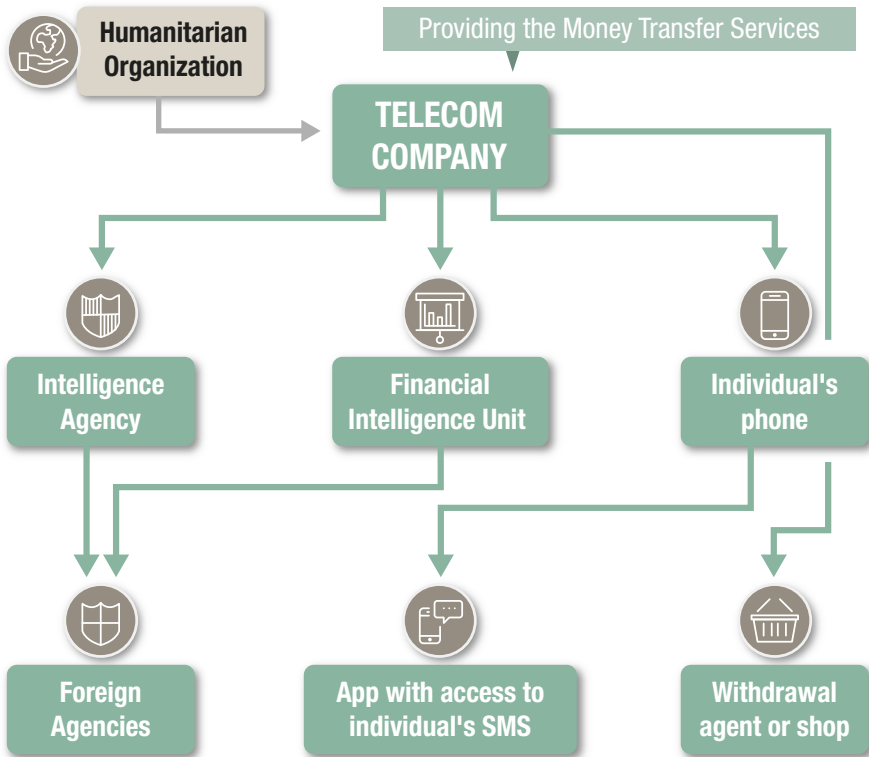 Humanitarian
Organization
Providing the Money Transfer Services
TELECOM
COMPANY
Intelligence
Agency
Financial
Intelligence Unit
Individual's
phone
Foreign
Agencies
App with access to
individual's SMS
Withdrawal
agent or shop